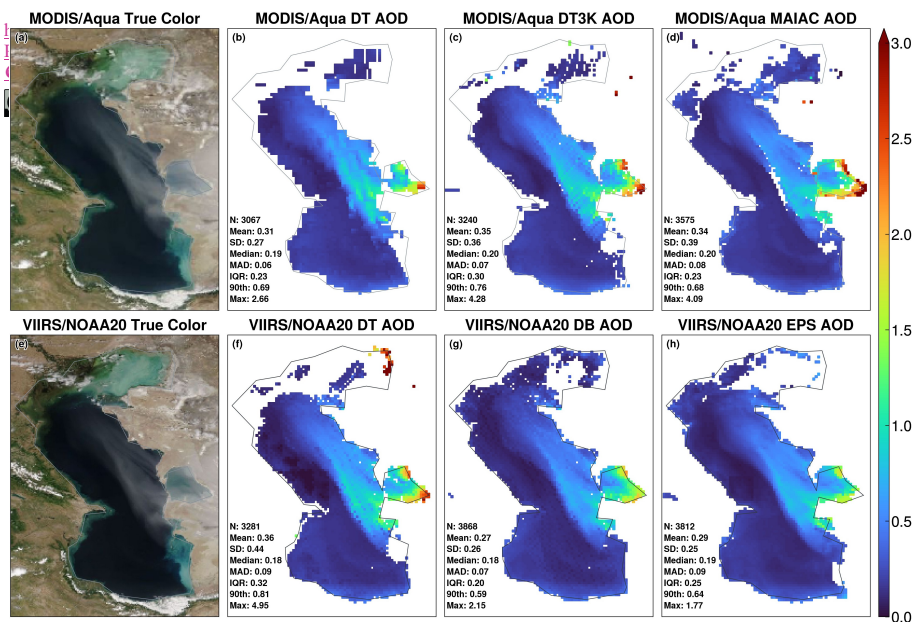 MODIS/Aqua True Color
MODIS/Aqua DT AOD
MODIS/Aqua DT3K AOD
MODIS/Aqua MAIAC AOD
(a)
(b)
N: 3067
Mean: 0.31
SD: 0.27
Median: 0.19
MAD: 0.06
IQR: 0.23
90th: 0.69
Max: 2.66
(c)
N: 3240
Mean: 0.35
SD: 0.36
Median: 0.20
MAD: 0.07
IQR: 0.30
90th: 0.76
Max: 4.28
(d)
N: 3575
Mean: 0.34
SD: 0.39
Median: 0.20
MAD: 0.08
IQR: 0.23
90th: 0.68
Max: 4.09
VIIRS/NOAA20 True Color
VIIRS/NOAA20 DT AOD
VIIRS/NOAA20 DB AOD
VIIRS/NOAA20 EPS AOD
(e)
(f)
N: 3281
Mean: 0.36
SD: 0.44
Median: 0.18
MAD: 0.09
IQR: 0.32
90th: 0.81
Max: 4.95
(g)
N: 3868
Mean: 0.27
SD: 0.26
Median: 0.18
MAD: 0.07
IQR: 0.20
90th: 0.59
Max: 2.15
(h)
N: 3812
Mean: 0.29
SD: 0.25
Median: 0.19
MAD: 0.09
IQR: 0.25
90th: 0.64
Max: 1.77
3.0
2.5
2.0
1.5
1.0
0.5
0.0